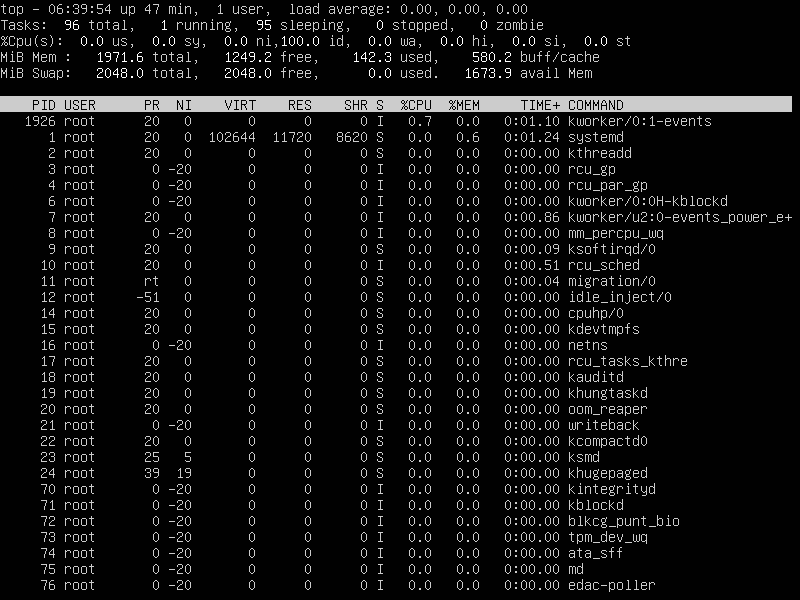 top - 06:39:54 up 47 min,  1 user,  load average: 0.00, 0.00, 0.00
Tasks:  96 total,   1 running,  95 sleeping,   0 stopped,   0 zombie
%Cpu(s):  0.0 us,  0.0 sy,  0.0 ni,100.0 id,  0.0 wa,  0.0 hi,  0.0 si,  0.0 st
MiB Mem :   1971.6 total,   1249.2 free,    142.3 used,    580.2 buff/cache
MiB Swap:   2048.0 total,   2048.0 free,      0.0 used.   1673.9 avail Mem
    PID USER      PR  NI    VIRT    RES    SHR S  %CPU  %MEM     TIME+ COMMAND
   1926 root      20   0       0      0      0 I   0.7   0.0   0:01.10 kworker/0:1-events
      1 root      20   0  102644  11720   8620 S   0.0   0.6   0:01.24 systemd
      2 root      20   0       0      0      0 S   0.0   0.0   0:00.00 kthreadd
      3 root       0 -20       0      0      0 I   0.0   0.0   0:00.00 rcu_gp
      4 root       0 -20       0      0      0 I   0.0   0.0   0:00.00 rcu_par_gp
      6 root       0 -20       0      0      0 I   0.0   0.0   0:00.00 kworker/0:0H-kblockd
      7 root      20   0       0      0      0 I   0.0   0.0   0:00.86 kworker/u2:0-events_power_e+
      8 root       0 -20       0      0      0 I   0.0   0.0   0:00.00 mm_percpu_wq
      9 root      20   0       0      0      0 S   0.0   0.0   0:00.09 ksoftirqd/0
     10 root      20   0       0      0      0 I   0.0   0.0   0:00.51 rcu_sched
     11 root      rt   0       0      0      0 S   0.0   0.0   0:00.04 migration/0
     12 root     -51   0       0      0      0 S   0.0   0.0   0:00.00 idle_inject/0
     14 root      20   0       0      0      0 S   0.0   0.0   0:00.00 cpuhp/0
     15 root      20   0       0      0      0 S   0.0   0.0   0:00.00 kdevtmpfs
     16 root       0 -20       0      0      0 I   0.0   0.0   0:00.00 netns
     17 root      20   0       0      0      0 S   0.0   0.0   0:00.00 rcu_tasks_kthre
     18 root      20   0       0      0      0 S   0.0   0.0   0:00.00 kauditd
     19 root      20   0       0      0      0 S   0.0   0.0   0:00.00 khungtaskd
     20 root      20   0       0      0      0 S   0.0   0.0   0:00.00 oom_reaper
     21 root       0 -20       0      0      0 I   0.0   0.0   0:00.00 writeback
     22 root      20   0       0      0      0 S   0.0   0.0   0:00.00 kcompactd0
     23 root      25   5       0      0      0 S   0.0   0.0   0:00.00 ksmd
     24 root      39  19       0      0      0 S   0.0   0.0   0:00.00 khugepaged
     70 root       0 -20       0      0      0 I   0.0   0.0   0:00.00 kintegrityd
     71 root       0 -20       0      0      0 I   0.0   0.0   0:00.00 kblockd
     72 root       0 -20       0      0      0 I   0.0   0.0   0:00.00 blkcg_punt_bio
     73 root       0 -20       0      0      0 I   0.0   0.0   0:00.00 tpm_dev_wq
     74 root       0 -20       0      0      0 I   0.0   0.0   0:00.00 ata_sff
     75 root       0 -20       0      0      0 I   0.0   0.0   0:00.00 md
     76 root       0 -20       0      0      0 I   0.0   0.0   0:00.00 edac-poller